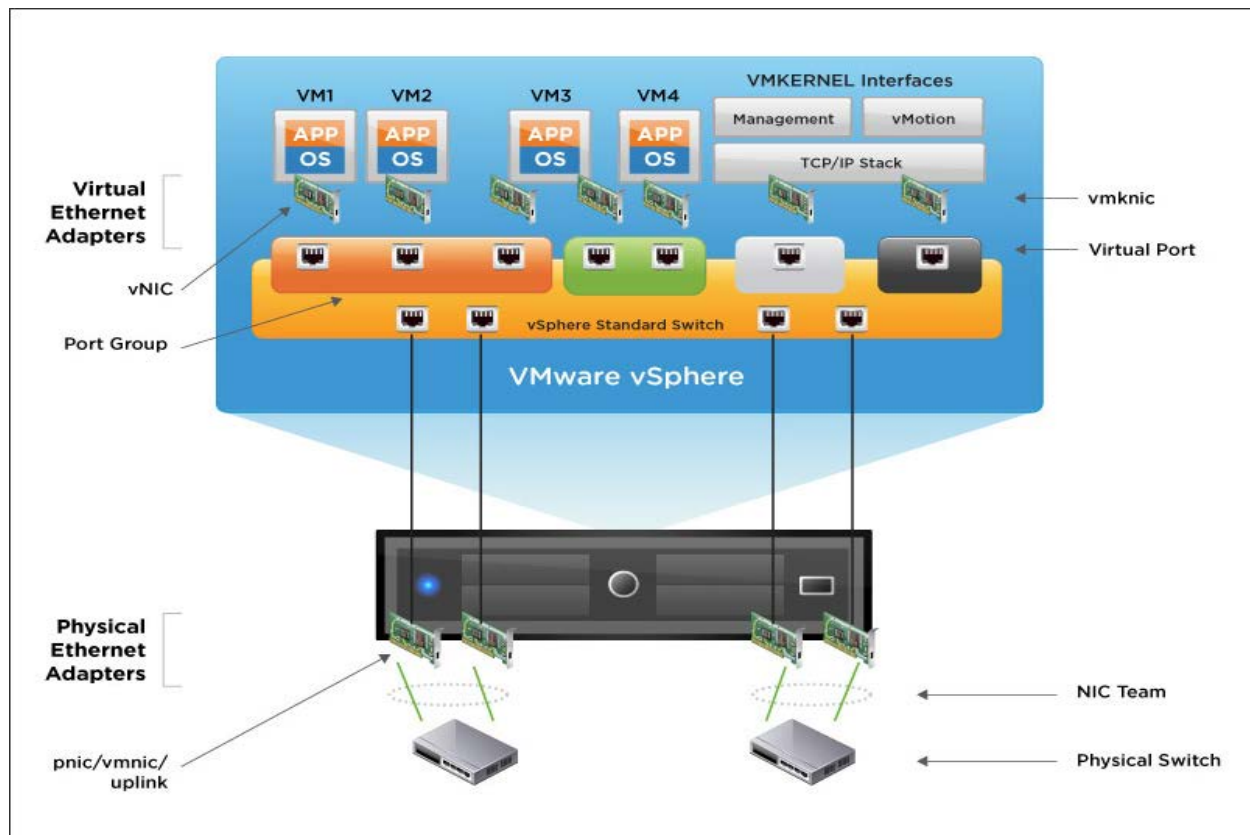 VMKERNEL Interfaces
VM1
VM2
VM3
VM4
APP
OS
APP
OS
APP
OS
APP
OS
Management
vMotion
TCP/IP Stack
Virtual
Ethernet
Adapters
vmknic
Virtual Port
vNIC
vSphere Standard Switch
Port Group
VMware vSphere
Physical
Ethernet
Adapters
NIC Team
pnic/vmnic/
uplink
Physical Switch